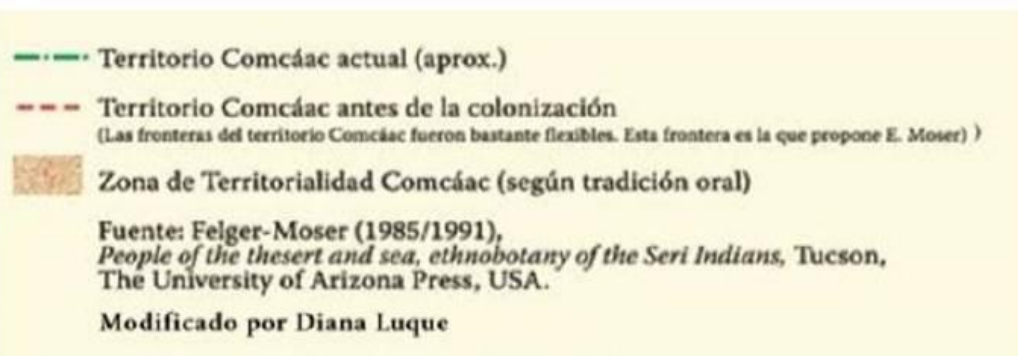 Territorio Comcáac actual (aprox.)
Territorio Comcáac antes de la colonización
(Las fronteras del territorio Comcáac fueron bastante flexibles. Esta frontera es la que propone E. Moser) )
Zona de Territorialidad Comcáac (según tradición oral)
Fuente: Felger-Moser (1985/1991),
People of the thesert and sea, ethnobotany of the Seri Indians, Tucson,
The University of Arizona Press, USA.
Modificado por Diana Luque